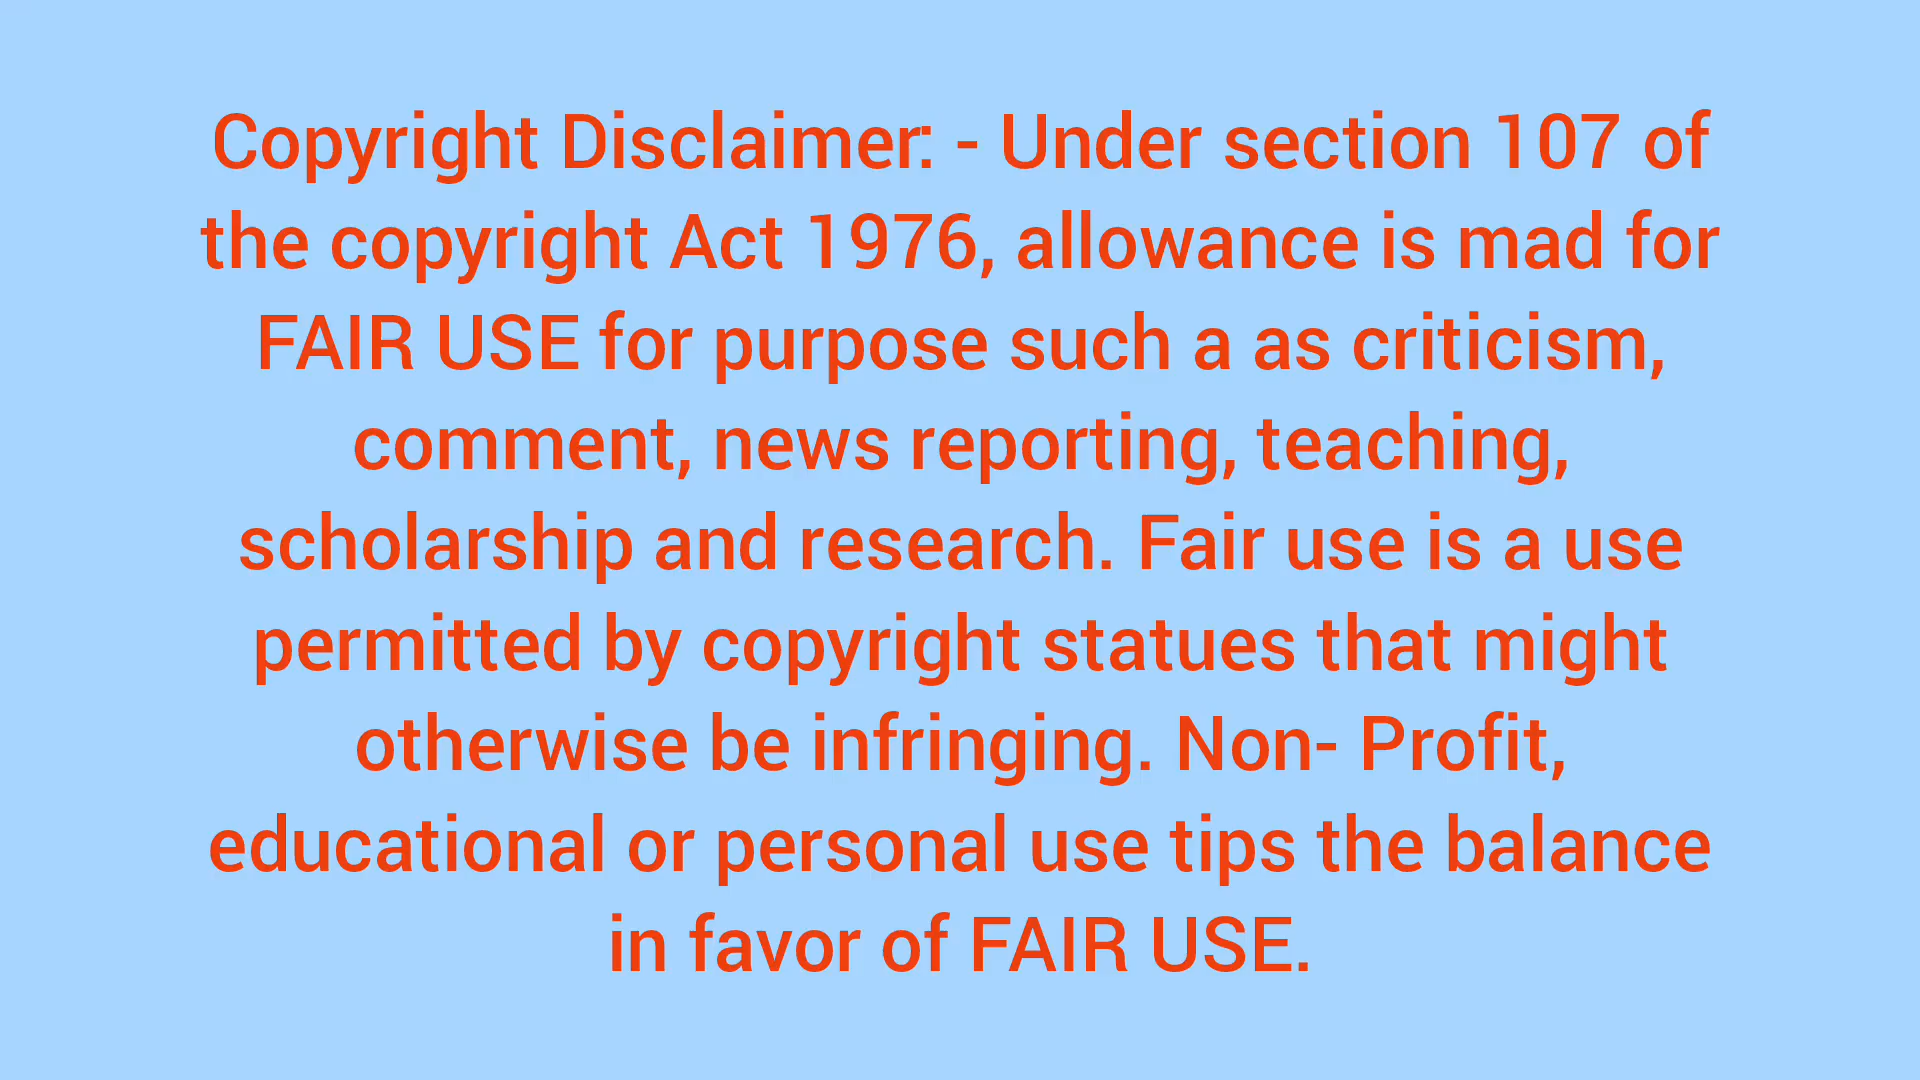 Copyright Disclaimer: - Under section 107 of
the copyright Act 1976, allowance is mad for
FAIR USE for purpose such a as criticism,
comment, news reporting, teaching,
scholarship and research. Fair use is a use
permitted by copyright statues that might
otherwise be infringing. Non- Profit,
educational or personal use tips the balance
in favor of FAIR USE.